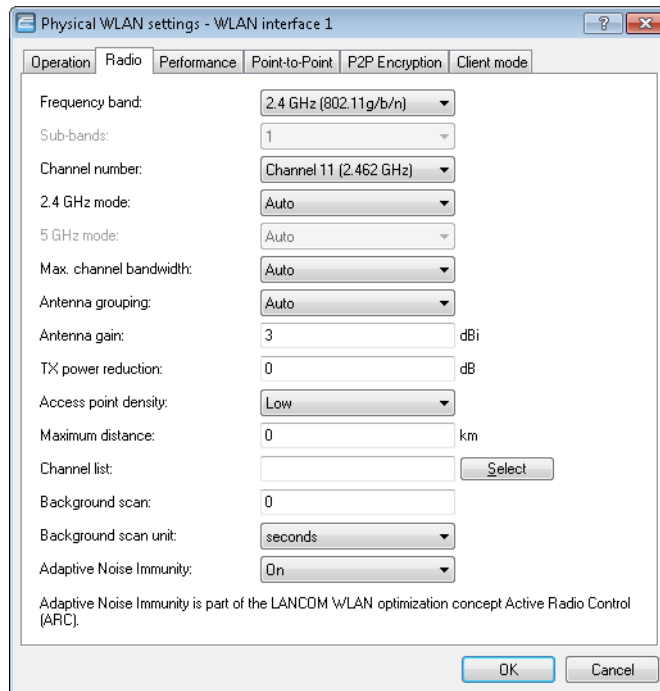 Physical WLAN settings - WLAN interface 1
Operation Radio Performance Point-to-Point P2P Encryption Client mode
Frequency band: 2.4 GHz (802.11g/b/n)
Sub-bands: 1
Channel number: Channel 11 (2.462 GHz)
2.4 GHz mode: Auto
5 GHz mode: Auto
Max. channel bandwidth: Auto
Antenna grouping: Auto
Antenna gain: 3 dBi
TX power reduction: 0 dB
Access point density: Low
Maximum distance: 0 km
Channel list: Select
Background scan: 0
Background scan unit: seconds
Adaptive Noise Immunity: On
Adaptive Noise Immunity is part of the LANCOM WLAN optimization concept Active Radio Control
(ARC).
OK Cancel